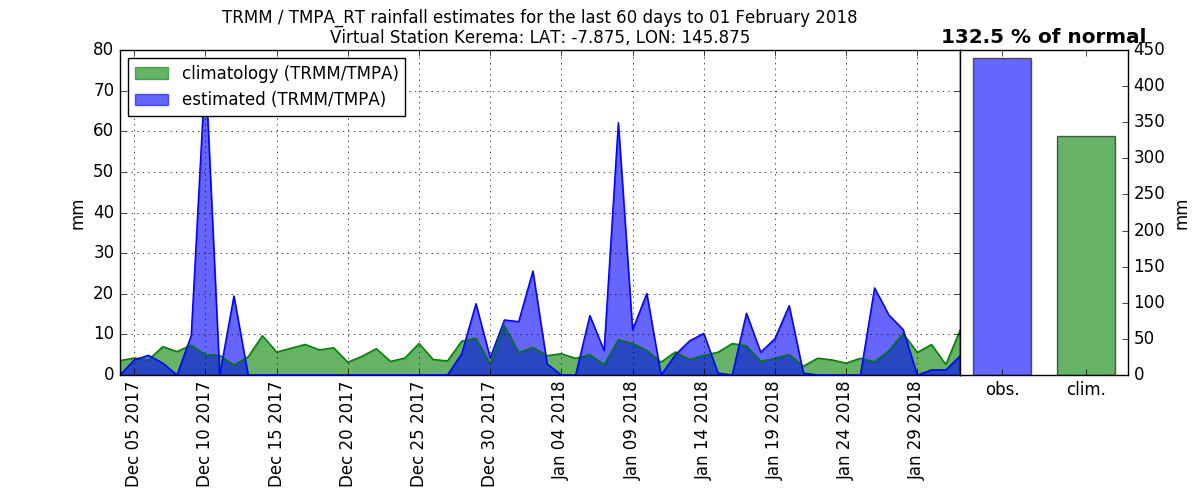 TRMM / TMPA_RT rainfall estimates for the last 60 days to 01 February 2018
Virtual Station Kerema: LAT: -7.875, LON: 145.875
132.5 % of normal
climatology (TRMM/TMPA)
estimated (TRMM/TMPA)
80
70
60
50
40
30
20
10
0
mm
450
400
350
300
250
200
150
100
50
0
mm
obs.
clim.
Dec 05 2017
Dec 10 2017
Dec 15 2017
Dec 20 2017
Dec 25 2017
Dec 30 2017
Jan 04 2018
Jan 09 2018
Jan 14 2018
Jan 19 2018
Jan 24 2018
Jan 29 2018